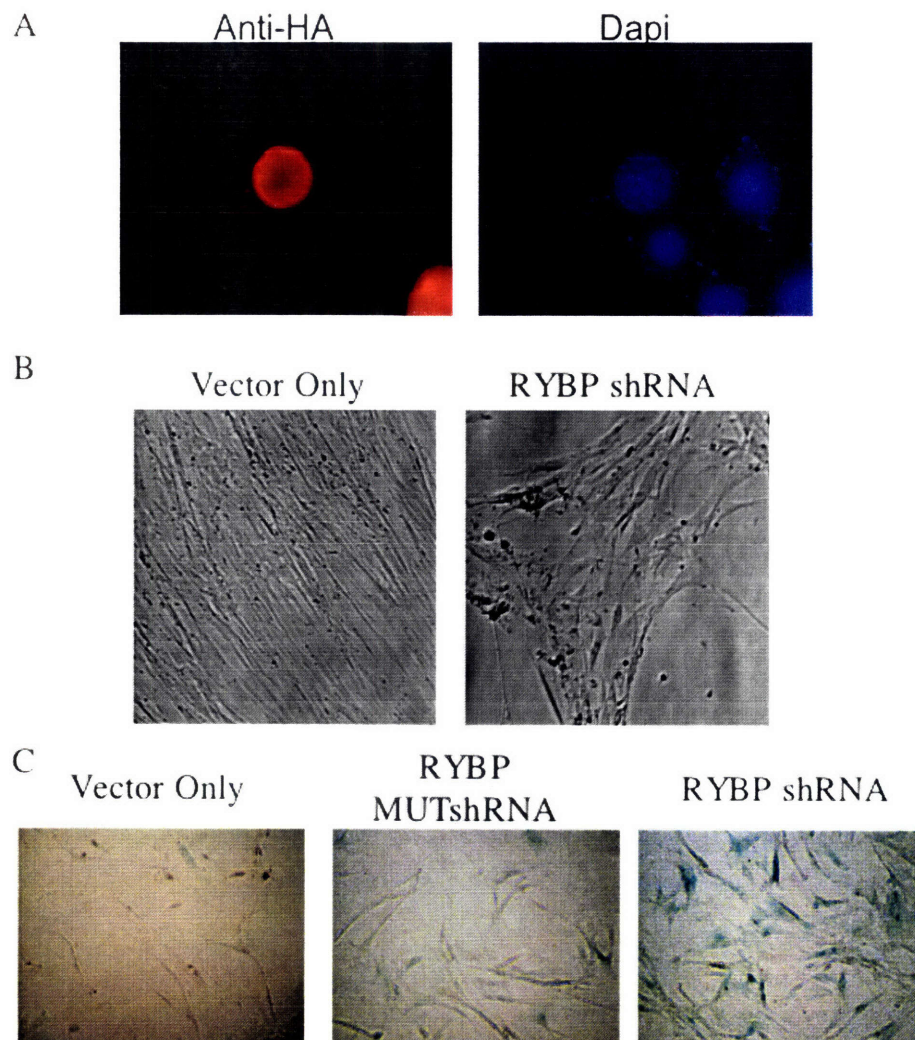 A
Anti-HA
Dapi
B
Vector Only
RYBP shRNA
C
Vector Only
RYBP
MUTshRNA
RYBP shRNA